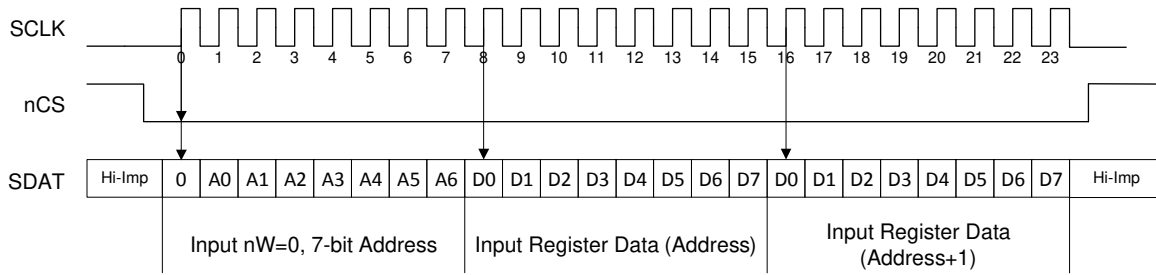 SCLK
0 1 2 3 4 5 6 7 8 9 10 11 12 13 14 15 16 17 18 19 20 21 22 23
nCS
SDAT Hi-Imp 0 A0 A1 A2 A3 A4 A5 A6 D0 D1 D2 D3 D4 D5 D6 D7 D0 D1 D2 D3 D4 D5 D6 D7 Hi-Imp
Input nW=0, 7-bit Address Input Register Data (Address) Input Register Data
(Address+1)